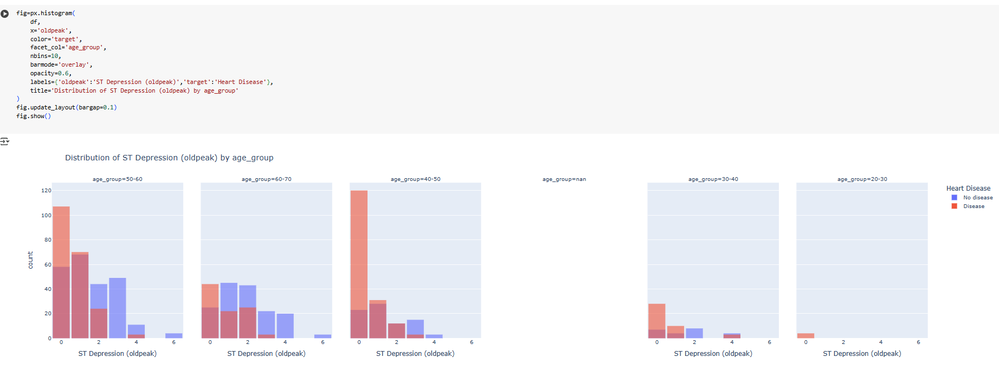 fig=px.histogram(
df,
x='oldpeak',
color='target',
facet_col='age_group',
nbins=10,
barmode='overlay',
opacity=0.6,
labels={'oldpeak':'ST Depression (oldpeak)','target':'Heart Disease'},
title='Distribution of ST Depression (oldpeak) by age_group'
)
fig.update_layout(bargap=0.1)
fig.show()
Distribution of ST Depression (oldpeak) by age_group
age_group=50-60
age_group=60-70
age_group=40-50
age_group=nan
age_group=30-40
age_group=20-30
Heart Disease
No disease
Disease
count
120
100
80
60
40
20
0
0 2 4 6
0 2 4 6
0 2 4 6
0 2 4 6
0 2 4 6
ST Depression (oldpeak)
ST Depression (oldpeak)
ST Depression (oldpeak)
ST Depression (oldpeak)
ST Depression (oldpeak)